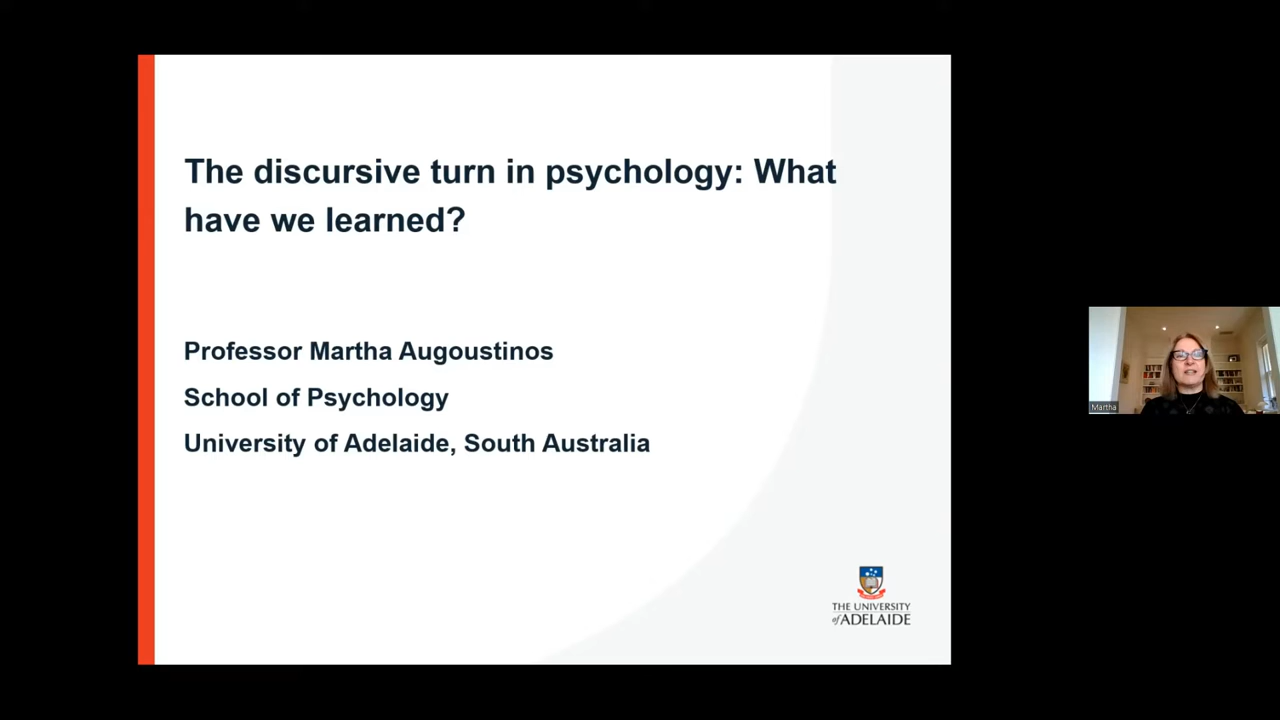 The discursive turn in psychology: What
have we learned?
Professor Martha Augoustinos
School of Psychology
University of Adelaide, South Australia
THE UNIVERSITY
of ADELAIDE
Martha